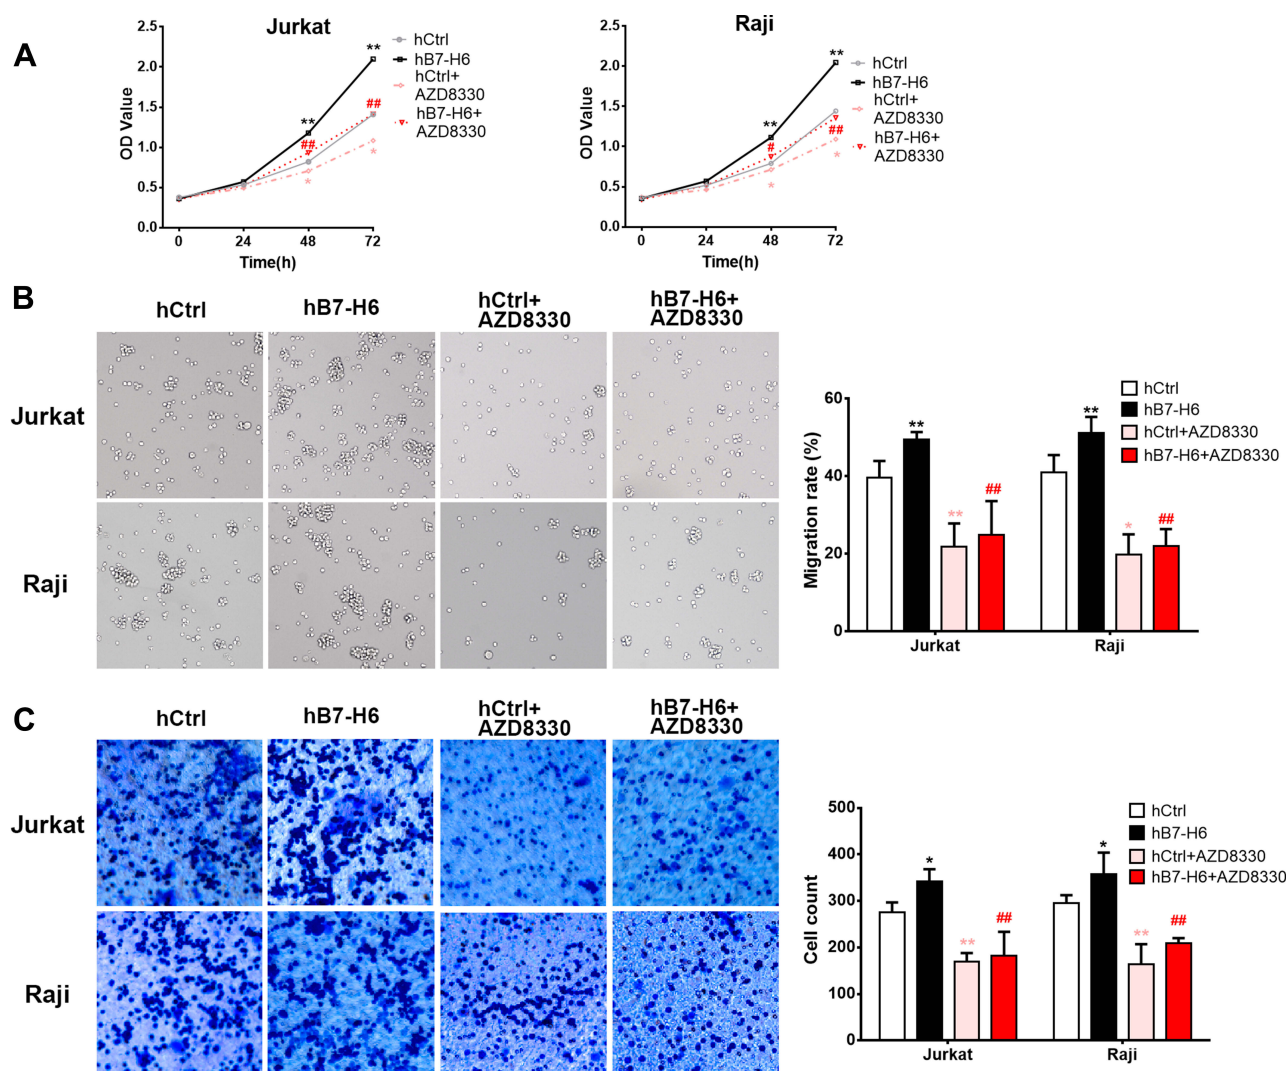 A
Jurkat
OD Value
2.5
2.0
1.5
1.0
0.5
0.0
0
24
48
72
Time(h)
**
##
*
**
##
*
hCtrl
hB7-H6
hCtrl+
AZD8330
hB7-H6+
AZD8330
Raji
OD Value
2.5
2.0
1.5
1.0
0.5
0.0
0
24
48
72
Time(h)
**
#
*
**
##
*
hCtrl
hB7-H6
hCtrl+
AZD8330
hB7-H6+
AZD8330
B
hCtrl
hB7-H6
hCtrl+
AZD8330
hB7-H6+
AZD8330
Jurkat
Raji
Migration rate (%)
60
40
20
0
**
**
##
**
*
##
Jurkat
Raji
hCtrl
hB7-H6
hCtrl+AZD8330
hB7-H6+AZD8330
C
hCtrl
hB7-H6
hCtrl+
AZD8330
hB7-H6+
AZD8330
Jurkat
Raji
Cell count
500
400
300
200
100
0
*
**
##
*
**
##
Jurkat
Raji
hCtrl
hB7-H6
hCtrl+AZD8330
hB7-H6+AZD8330